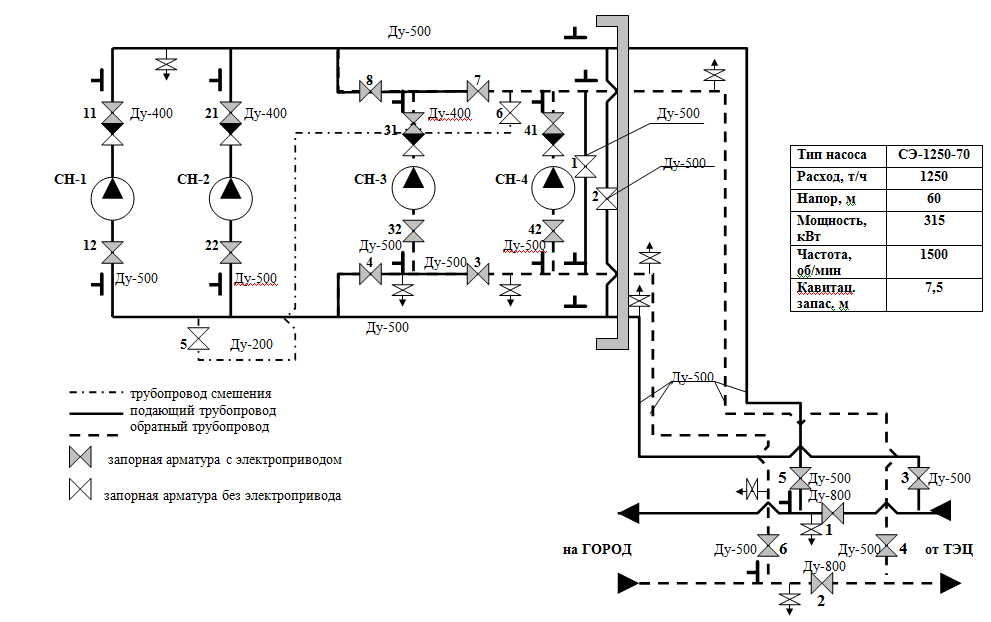 Ду-500
8
7
11
Ду-400
21
Ду-400
31
Ду-400
6
41
Ду-500
1
Ду-500
2
СН-1
СН-2
СН-3
СН-4
12
22
32
42
Ду-500
Ду-500
Ду-500
4
Ду-500
3
Ду-500
Ду-500
5
Ду-200
Тип насоса СЭ-1250-70
Расход, т/ч 1250
Напор, м 60
Мощность, 315
кВт
Частота, 1500
об/мин
Кавитац. 7,5
запас, м
трубопровод смешения
подающий трубопровод
обратный трубопровод
запорная арматура с электроприводом
запорная арматура без электропривода
Ду-500
5
Ду-500
3
Ду-500
Ду-800
1
на ГОРОД
Ду-500
6
Ду-500
4
от ТЭЦ
Ду-800
2